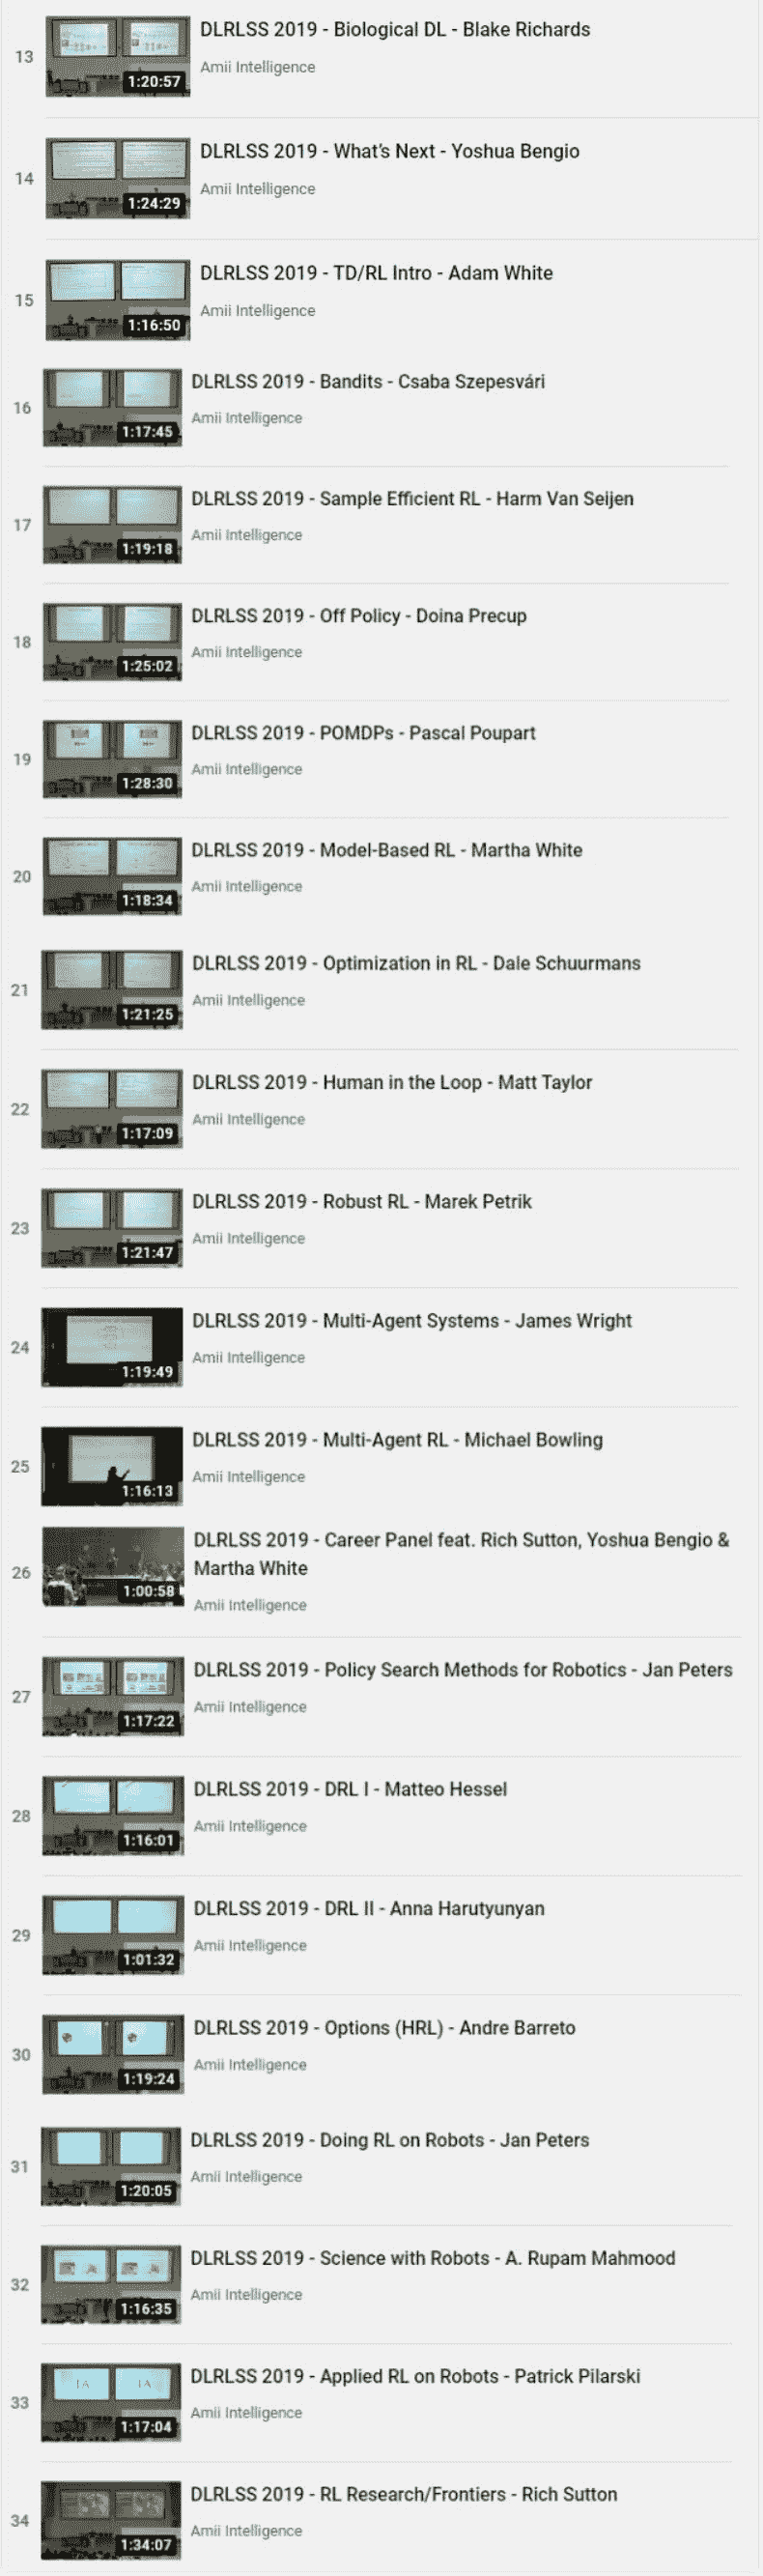 13
DLRLSS 2019 - Biological DL - Blake Richards
Amii Intelligence
1:20:57
14
DLRLSS 2019 - What's Next - Yoshua Bengio
Amii Intelligence
1:24:29
15
DLRLSS 2019 - TD/RL Intro - Adam White
Amii Intelligence
1:16:50
16
DLRLSS 2019 - Bandits - Csaba Szepesvári
Amii Intelligence
1:17:45
17
DLRLSS 2019 - Sample Efficient RL - Harm Van Seijen
Amii Intelligence
1:19:18
18
DLRLSS 2019 - Off Policy - Doina Precup
Amii Intelligence
1:25:02
19
DLRLSS 2019 - POMDPs - Pascal Poupart
Amii Intelligence
1:28:30
20
DLRLSS 2019 - Model-Based RL - Martha White
Amii Intelligence
1:18:34
21
DLRLSS 2019 - Optimization in RL - Dale Schuurmans
Amii Intelligence
1:21:25
22
DLRLSS 2019 - Human in the Loop - Matt Taylor
Amii Intelligence
1:17:09
23
DLRLSS 2019 - Robust RL - Marek Petrik
Amii Intelligence
1:21:47
24
DLRLSS 2019 - Multi-Agent Systems - James Wright
Amii Intelligence
1:19:49
25
DLRLSS 2019 - Multi-Agent RL - Michael Bowling
Amii Intelligence
1:16:13
26
DLRLSS 2019 - Career Panel feat. Rich Sutton, Yoshua Bengio &
Martha White
Amii Intelligence
1:00:58
27
DLRLSS 2019 - Policy Search Methods for Robotics - Jan Peters
Amii Intelligence
1:17:22
28
DLRLSS 2019 - DRL I - Matteo Hessel
Amii Intelligence
1:16:01
29
DLRLSS 2019 - DRL II - Anna Harutyunyan
Amii Intelligence
1:01:32
30
DLRLSS 2019 - Options (HRL) - Andre Barreto
Amii Intelligence
1:19:24
31
DLRLSS 2019 - Doing RL on Robots - Jan Peters
Amii Intelligence
1:20:05
32
DLRLSS 2019 - Science with Robots - A. Rupam Mahmood
Amii Intelligence
1:16:35
33
DLRLSS 2019 - Applied RL on Robots - Patrick Pilarski
Amii Intelligence
1:17:04
34
DLRLSS 2019 - RL Research/Frontiers - Rich Sutton
Amii Intelligence
1:34:07